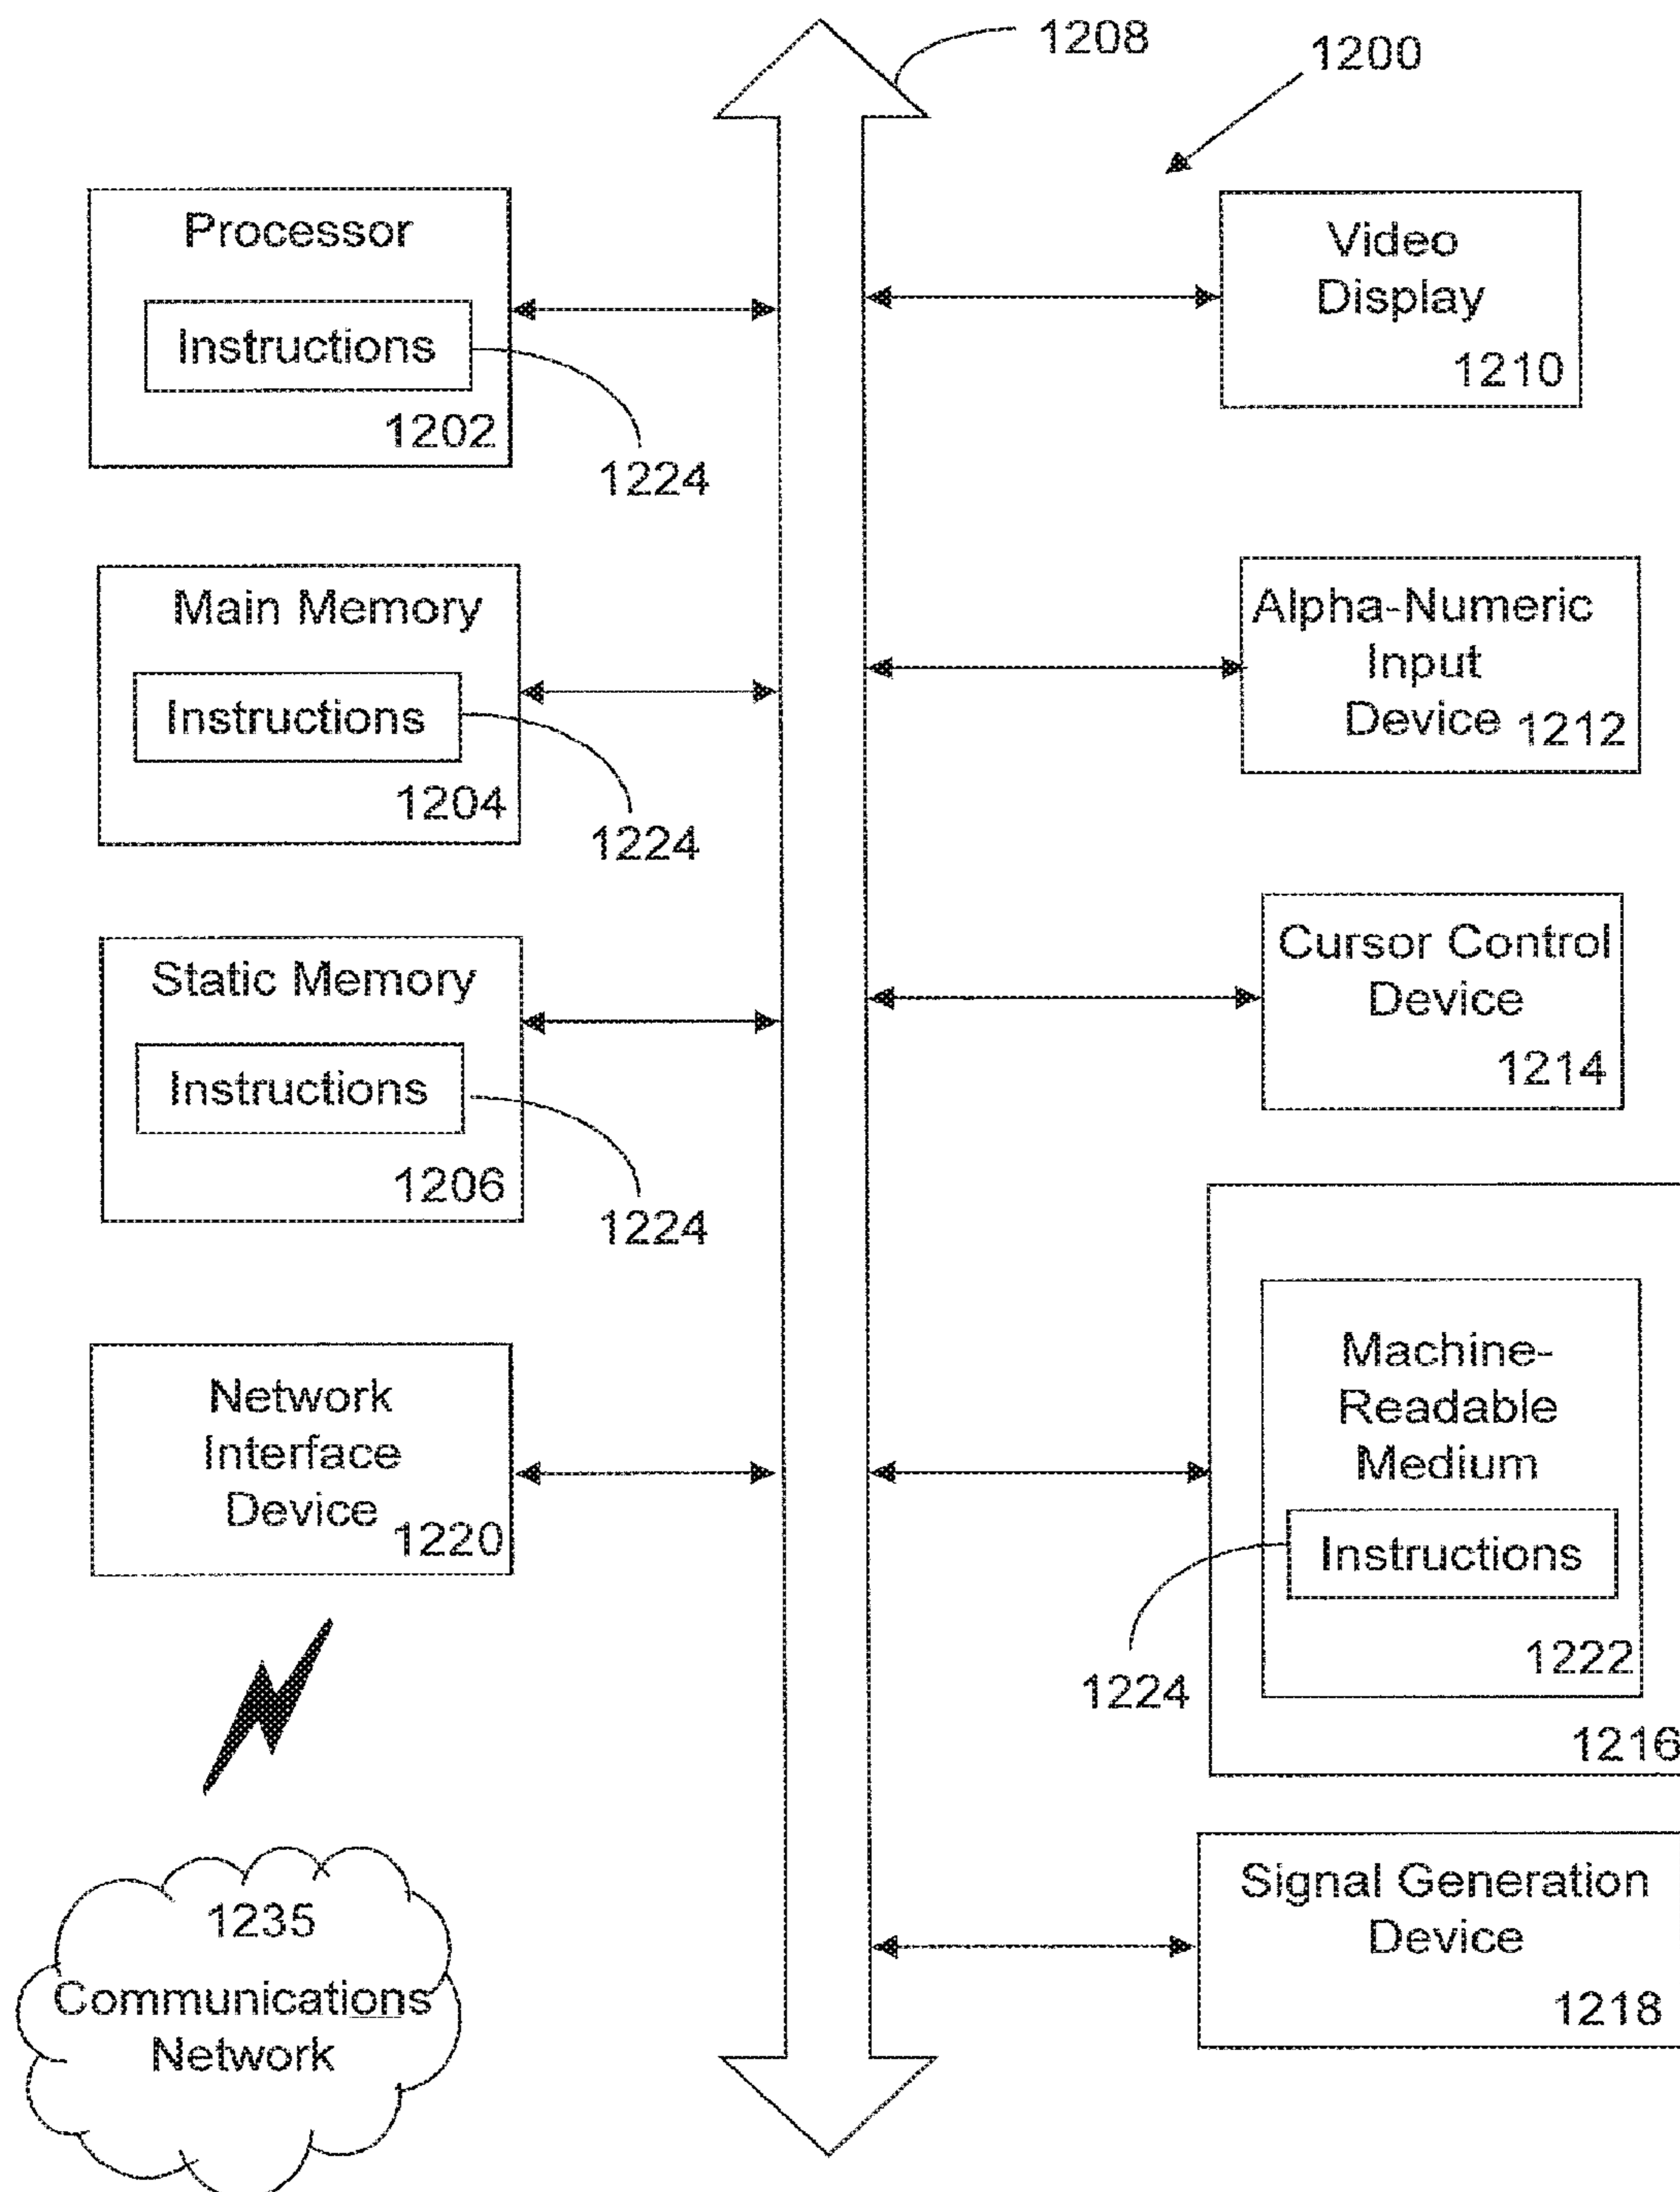 1208
1200
Processor
Instructions
1202
1224
Video
Display
1210
Main Memory
Instructions
1204
1224
Alpha-Numeric
Input
Device 1212
Static Memory
Instructions
1206
1224
Cursor Control
Device
1214
Network
Interface
Device
1220
Machine-
Readable
Medium
Instructions
1222
1224
1216
1235
Communications
Network
Signal Generation
Device
1218